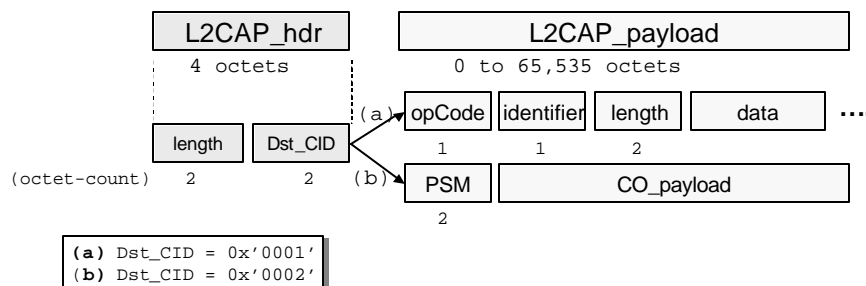 L2CAP_hdr L2CAP_payload
4 octets 0 to 65,535 octets
(a) opCode identifier length data ....
length Dst_CID 1 1 2
(octet-count) 2 2 (b) PSM CO_payload
2
(a) Dst_CID = 0x'0001'
(b) Dst_CID = 0x'0002'